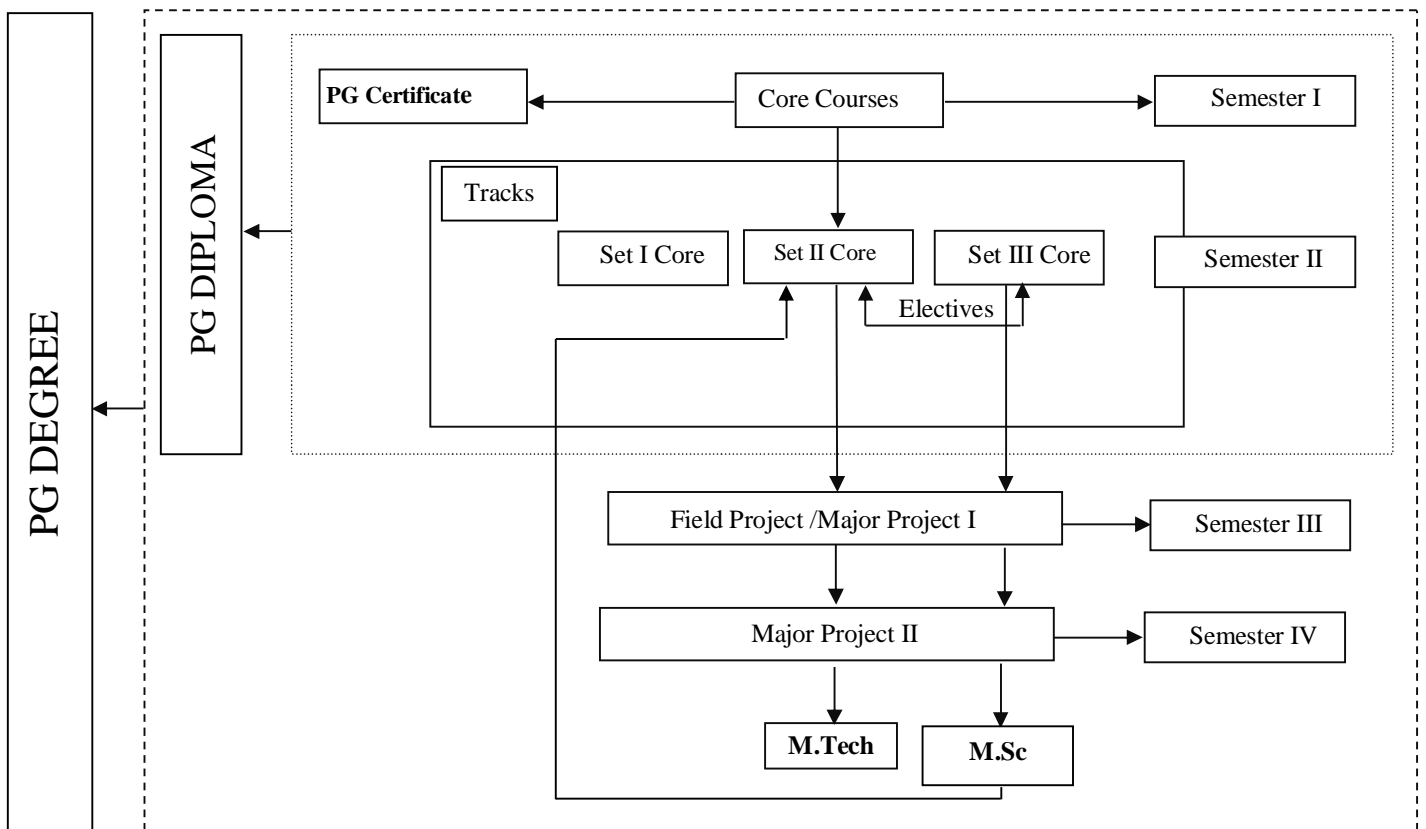 PG DEGREE
PG DIPLOMA
PG Certificate
Core Courses
Semester I
Tracks
Set I Core
Set II Core
Set III Core
Semester II
Electives
Field Project /Major Project I
Semester III
Major Project II
Semester IV
M.Tech
M.Sc